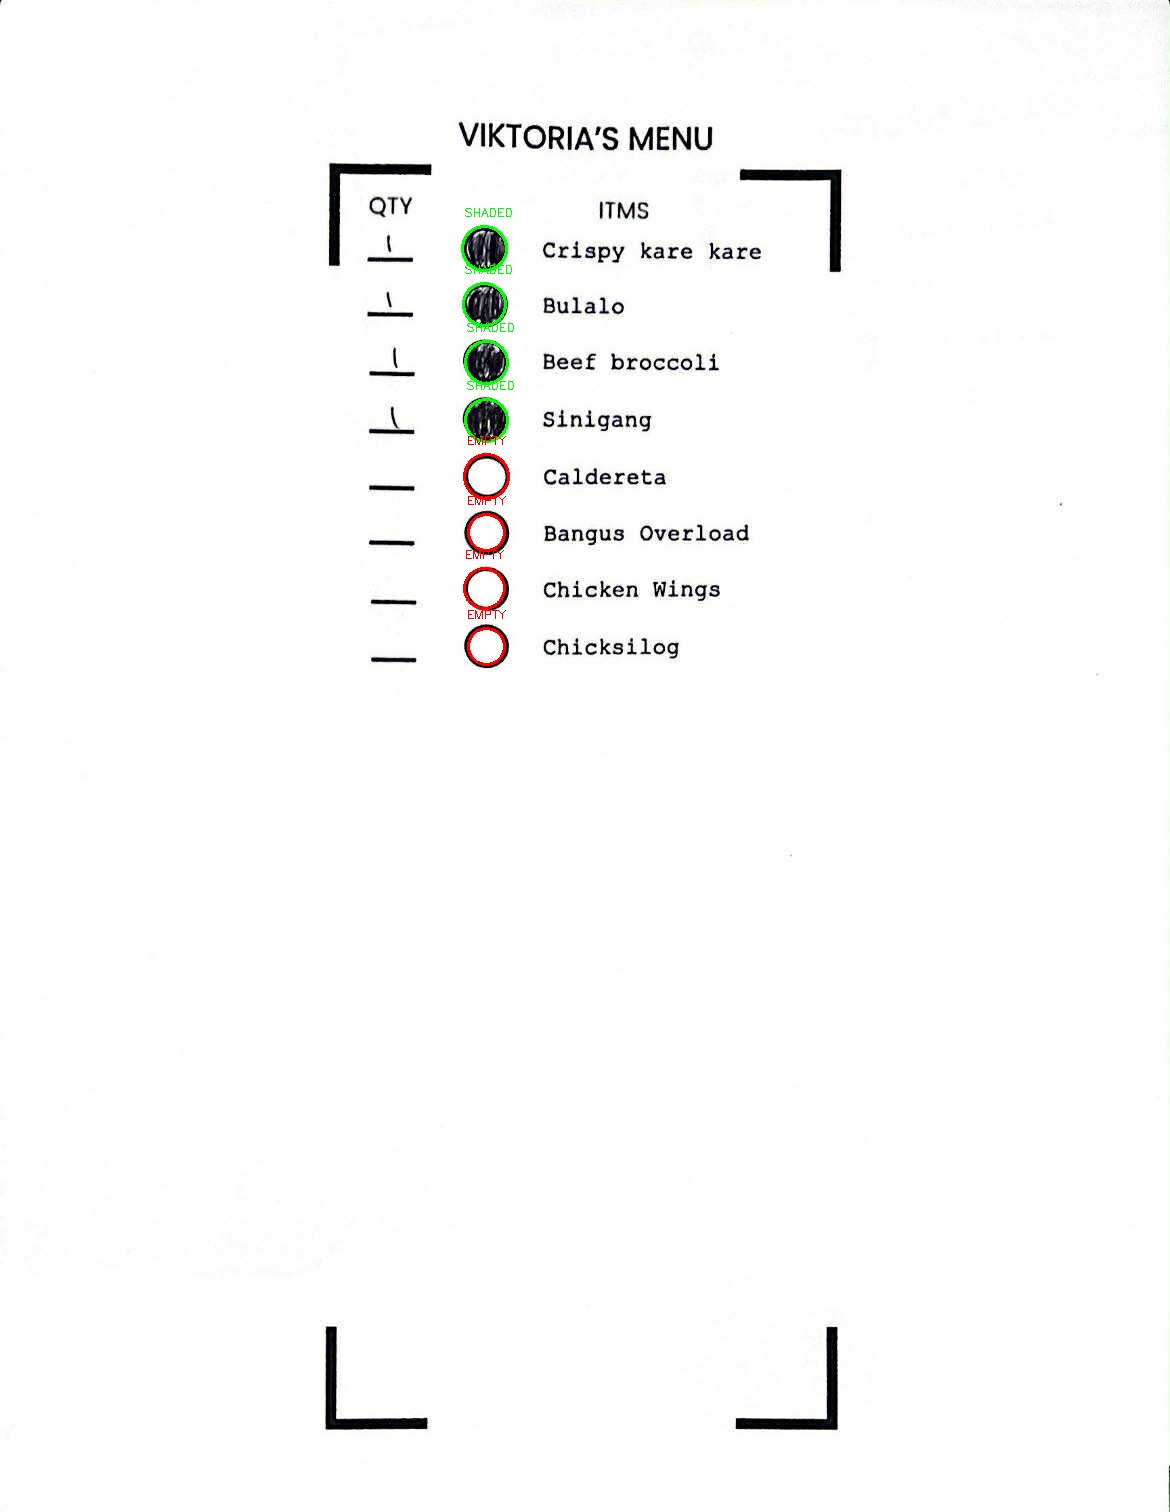 VIKTORIA'S MENU
QTY ITMS
SHADED
1 Crispy kare kare
SHADED
1 Bulalo
SHADED
1 Beef broccoli
SHADED
1 Sinigang
EMPTY
Caldereta
EMPTY
Bangus Overload
EMPTY
Chicken Wings
EMPTY
Chicksilog